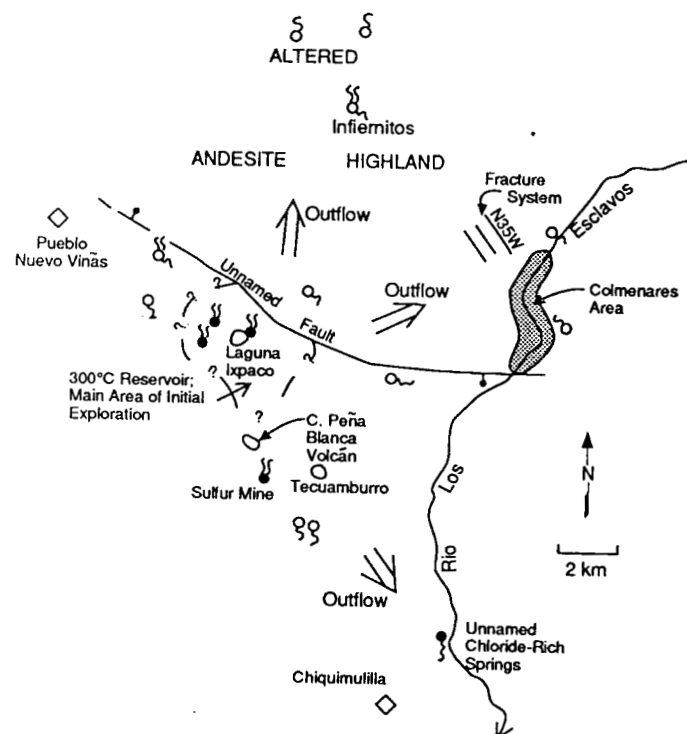 ALTERED
Infiernitos
ANDESITE HIGHLAND
Fracture
System
N35W
Esclavos
Outflow
Pueblo
Nuevo Viñas
Unnamed
Fault
Outflow
Colmenares
Area
?
?
Laguna
Ixpaco
300°C Reservoir;
Main Area of Initial
Exploration
?
?
C. Peña
Blanca
Volcán
Tecuamburro
Sulfur Mine
Los
Rio
N
2 km
Outflow
Unnamed
Chloride-Rich
Springs
Chiquimulilla